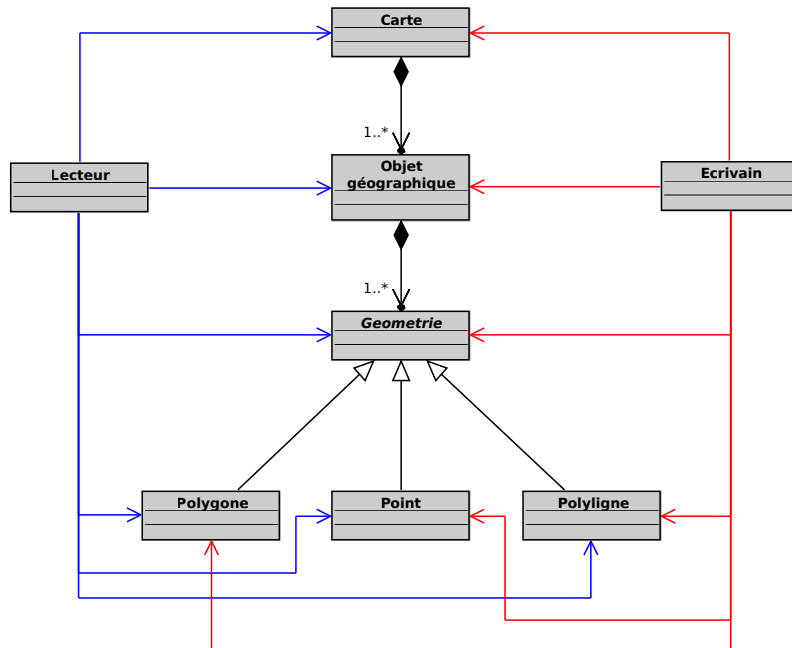 Carte
1..*
Lecteur
Objet
géographique
Ecrivain
1..*
Geometrie
Polygone
Point
Polyligne